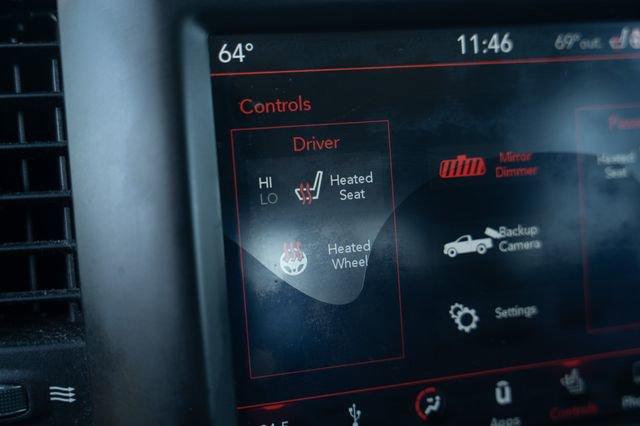 64°
11:46
69° out
Controls
Driver
HI
LO
Heated
Seat
Heated
Wheel
Mirror
Dimmer
Backup
Camera
Settings
Heated
Seat
Apps
Controls